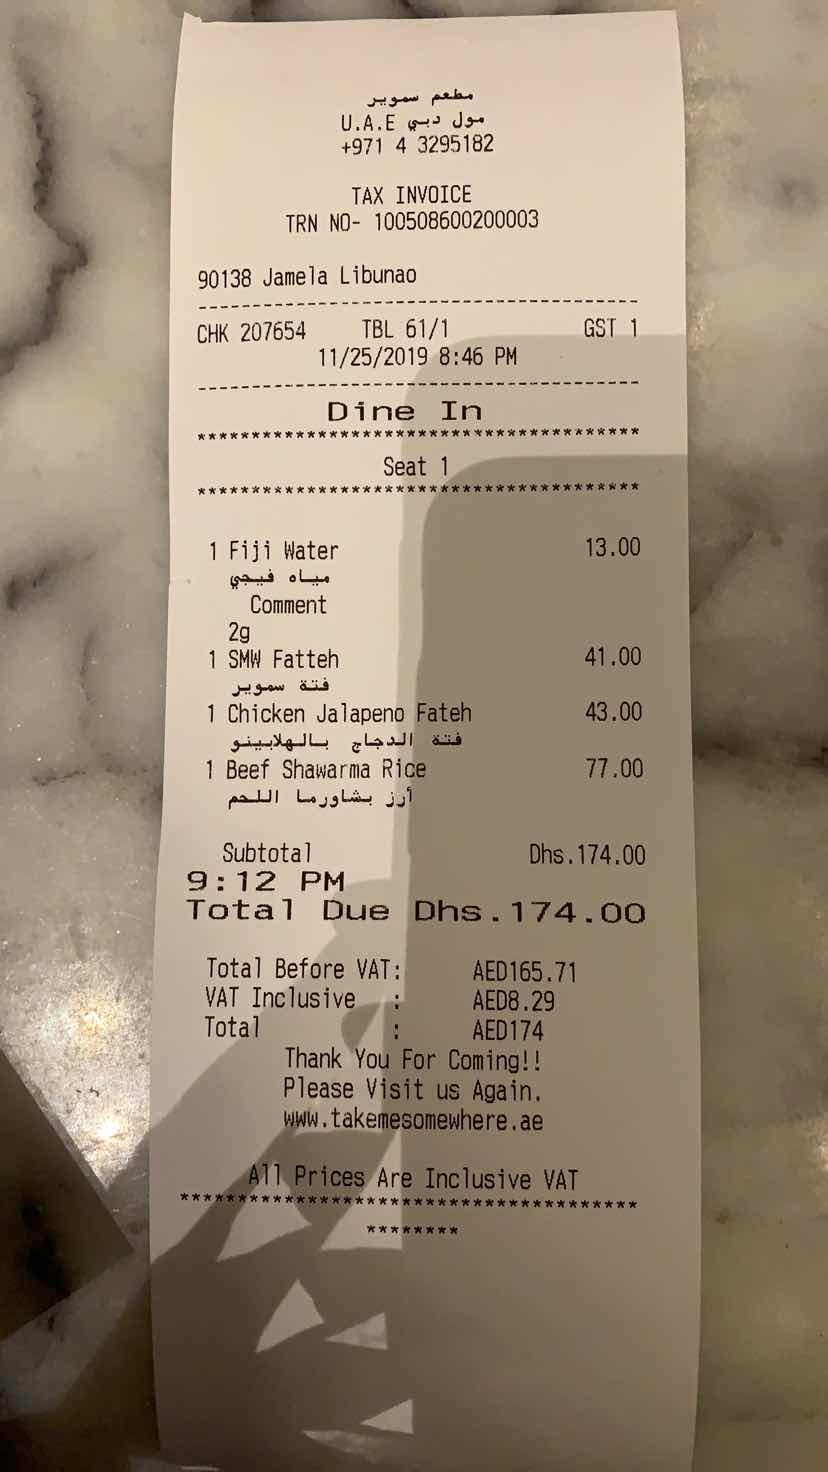 مطعم سموير
مول دبي U.A.E
+971 4 3295182
TAX INVOICE
TRN NO- 100508600200003
90138 Jamela Libunao
----------------------------------------
CHK 207654 TBL 61/1 GST 1
11/25/2019 8:46 PM
----------------------------------------
Dine In
****************************************
Seat 1
****************************************
1 Fiji Water 13.00
مياه فيجي
Comment
2g
1 SMW Fatteh 41.00
فتة سموير
1 Chicken Jalapeno Fateh 43.00
فتة الدجاج بالهلابينو
1 Beef Shawarma Rice 77.00
أرز بشاورما اللحم
Subtotal Dhs.174.00
9:12 PM
Total Due Dhs.174.00
Total Before VAT: AED165.71
VAT Inclusive : AED8.29
Total : AED174
Thank You For Coming!!
Please Visit us Again.
www.takemesomewhere.ae
All Prices Are Inclusive VAT
****************************************
********